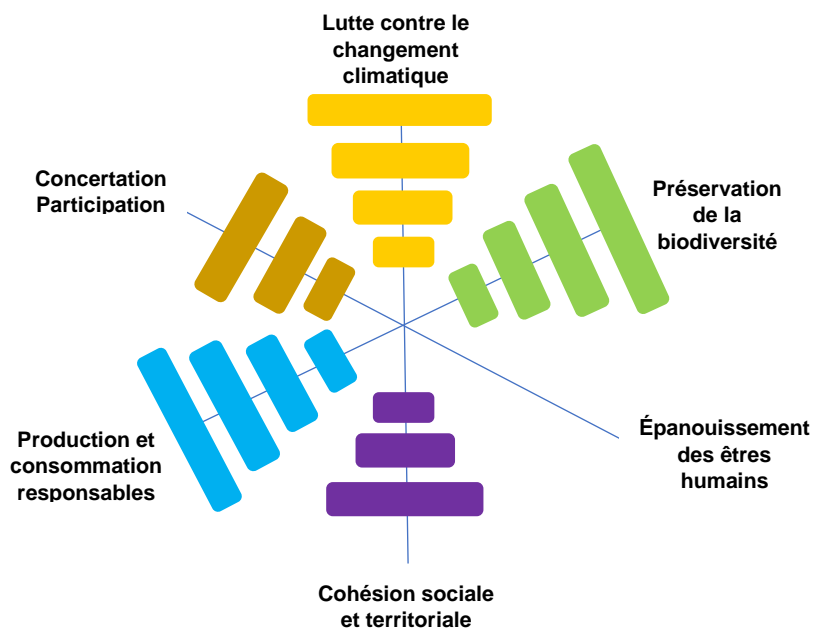 Lutte contre le
changement
climatique
Concertation
Participation
Préservation
de la
biodiversité
Production et
consommation
responsables
Épanouissement
des êtres
humains
Cohésion sociale
et territoriale